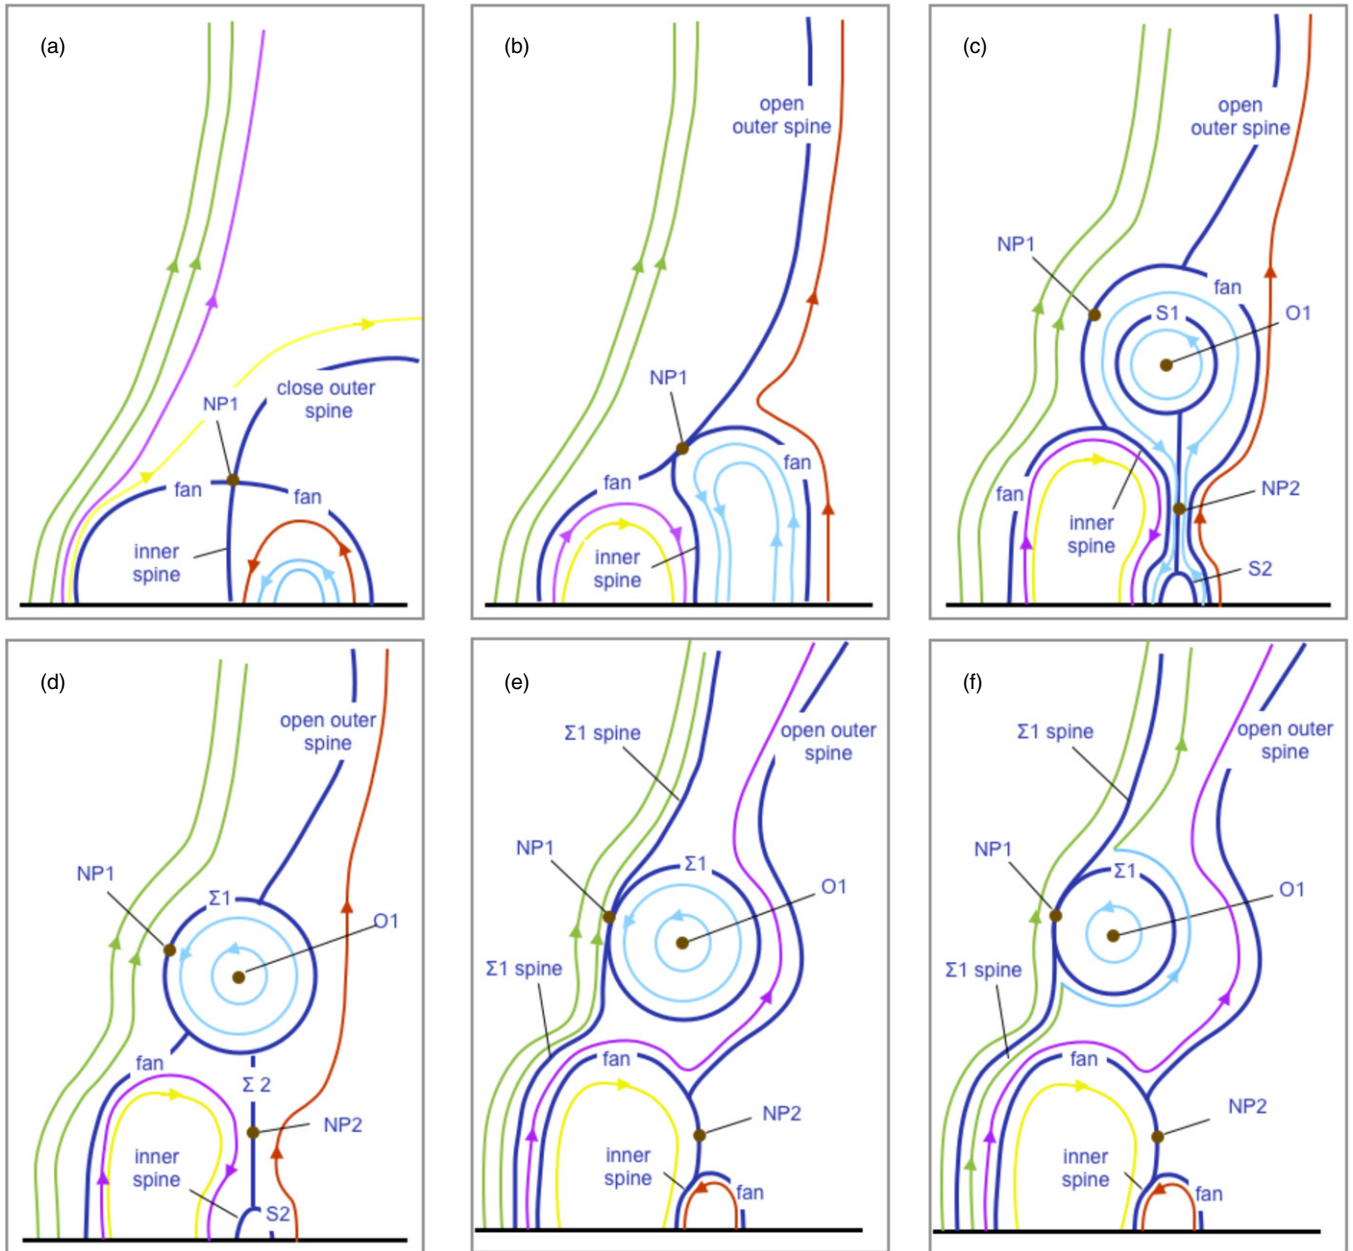 (a)
NP1
close outer
spine
fan
fan
inner
spine
(b)
open
outer spine
NP1
fan
fan
inner
spine
(c)
open
outer spine
NP1
fan
S1
O1
fan
NP2
inner
spine
S2
(d)
open outer
spine
NP1
Σ1
O1
fan
Σ 2
NP2
inner
spine
S2
(e)
Σ1 spine
open outer
spine
NP1
Σ1
O1
Σ1 spine
fan
NP2
inner
spine
fan
(f)
Σ1 spine
open outer
spine
NP1
Σ1
O1
Σ1 spine
fan
NP2
inner
spine
fan